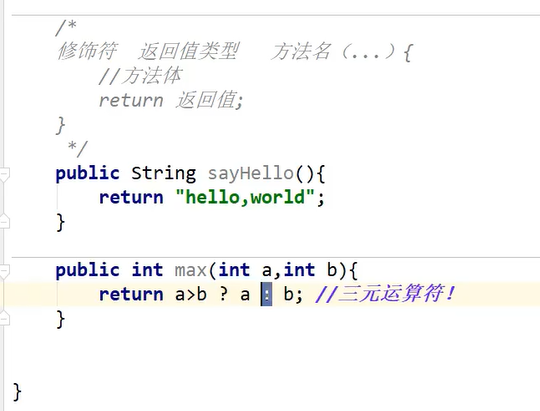 /*
修饰符 返回值类型 方法名（...）{
//方法体
return 返回值;
}
*/
public String sayHello(){
return "hello,world";
}
public int max(int a,int b){
return a>b ? a : b; //三元运算符!
}
}